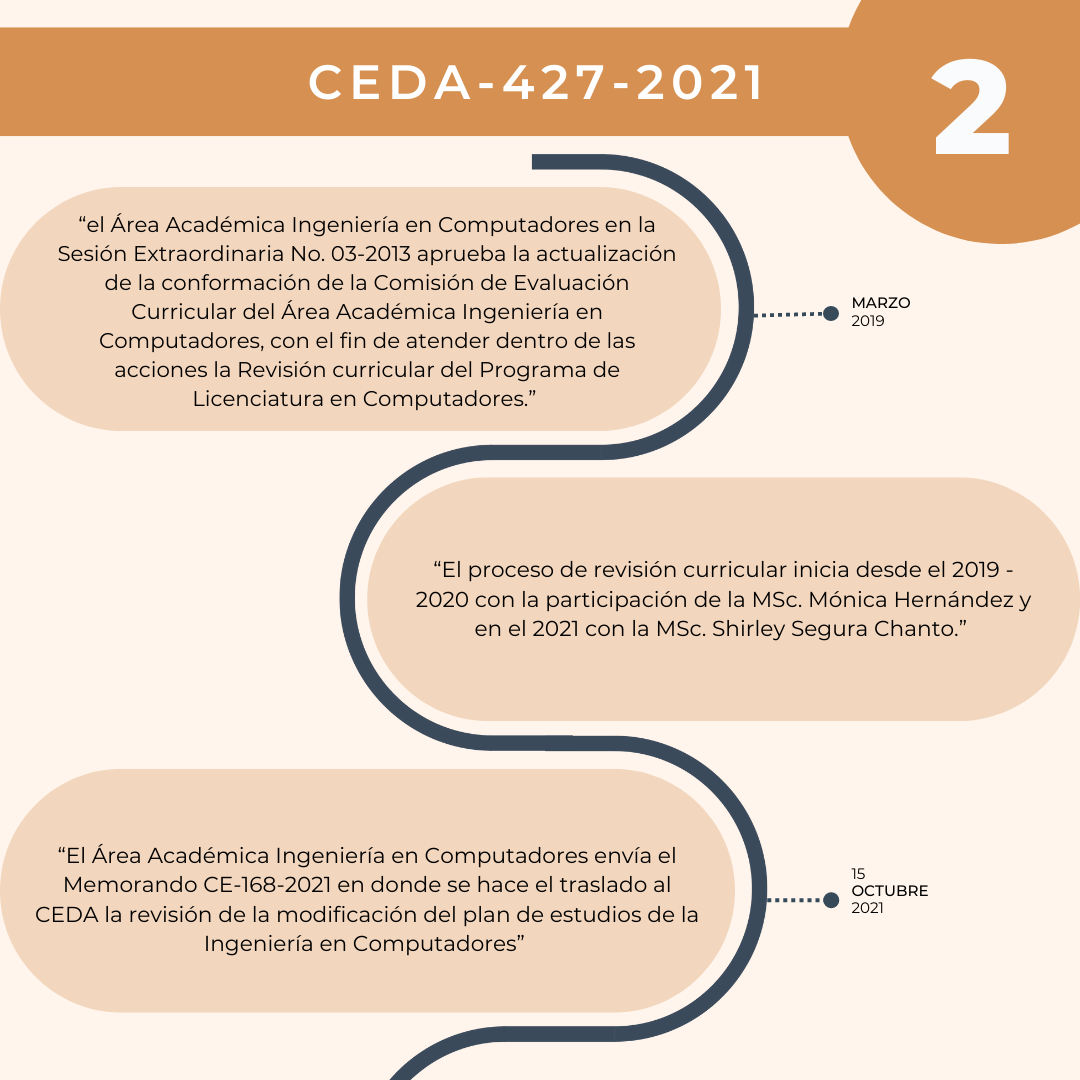 CEDA-427-2021
2
“el Área Académica Ingeniería en Computadores en la
Sesión Extraordinaria No. 03-2013 aprueba la actualización
de la conformación de la Comisión de Evaluación
Curricular del Área Académica Ingeniería en
Computadores, con el fin de atender dentro de las
acciones la Revisión curricular del Programa de
Licenciatura en Computadores.”
MARZO
2019
“El proceso de revisión curricular inicia desde el 2019 -
2020 con la participación de la MSc. Mónica Hernández y
en el 2021 con la MSc. Shirley Segura Chanto.”
“El Área Académica Ingeniería en Computadores envía el
Memorando CE-168-2021 en donde se hace el traslado al
CEDA la revisión de la modificación del plan de estudios de la
Ingeniería en Computadores”
15
OCTUBRE
2021